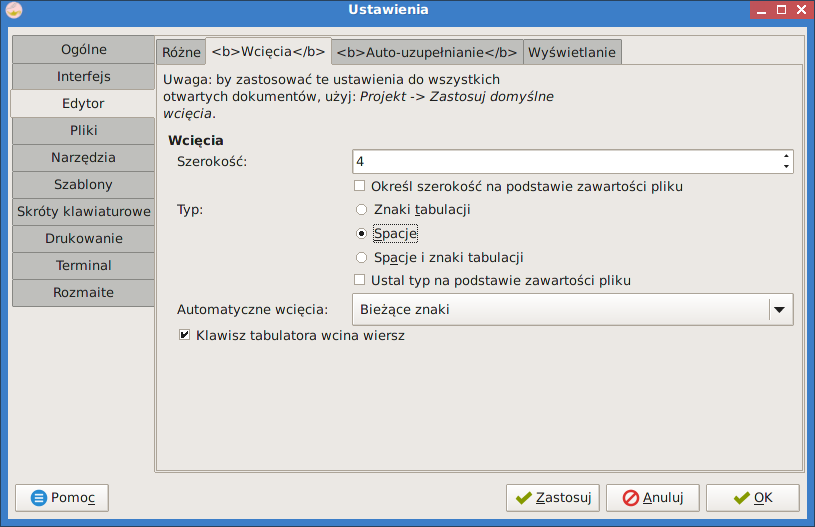 Ustawienia
Ogólne
Interfejs
Edytor
Pliki
Narzędzia
Szablony
Skróty klawiaturowe
Drukowanie
Terminal
Rozmaite
Różne
<b>Wcięcia</b>
<b>Auto-uzupełnianie</b>
Wyświetlanie
Uwaga: by zastosować te ustawienia do wszystkich
otwartych dokumentów, użyj: Projekt -> Zastosuj domyślne
wcięcia.
Wcięcia
Szerokość:
4
Określ szerokość na podstawie zawartości pliku
Typ:
Znaki tabulacji
Spacje
Spacje i znaki tabulacji
Ustal typ na podstawie zawartości pliku
Automatyczne wcięcia:
Bieżące znaki
Klawisz tabulatora wcina wiersz
Pomoc
Zastosuj
Anuluj
OK